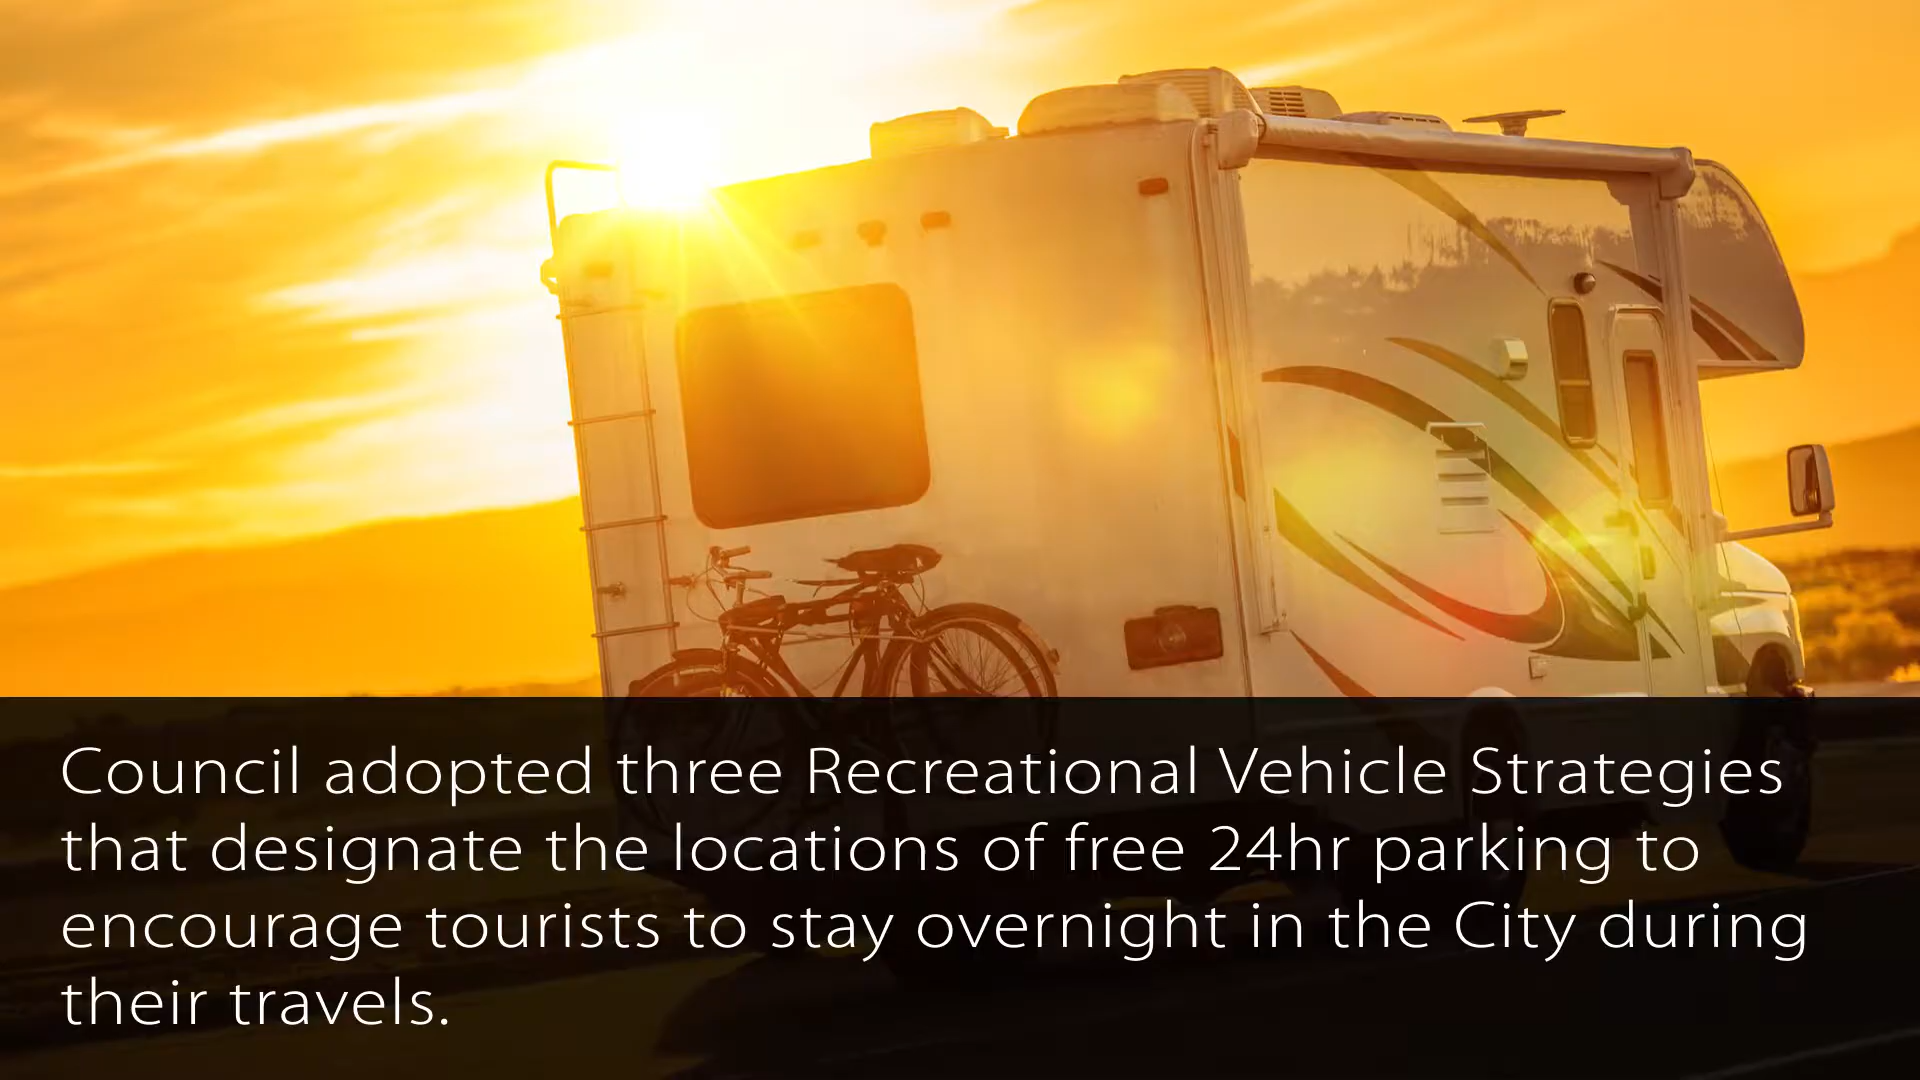 Council adopted three Recreational Vehicle Strategies
that designate the locations of free 24hr parking to
encourage tourists to stay overnight in the City during
their travels.